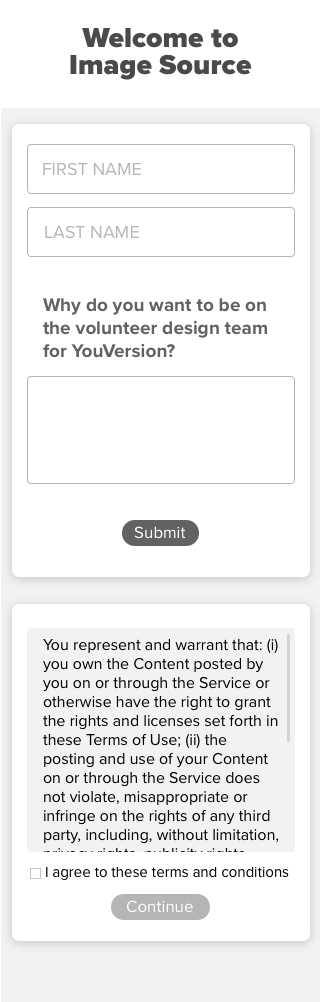 Welcome to
Image Source
FIRST NAME
LAST NAME
Why do you want to be on
the volunteer design team
for YouVersion?
Submit
You represent and warrant that: (i)
you own the Content posted by
you on or through the Service or
otherwise have the right to grant
the rights and licenses set forth in
these Terms of Use; (ii) the
posting and use of your Content
on or through the Service does
not violate, misappropriate or
infringe on the rights of any third
party, including, without limitation,
privacy rights, publicity rights,
I agree to these terms and conditions
Continue